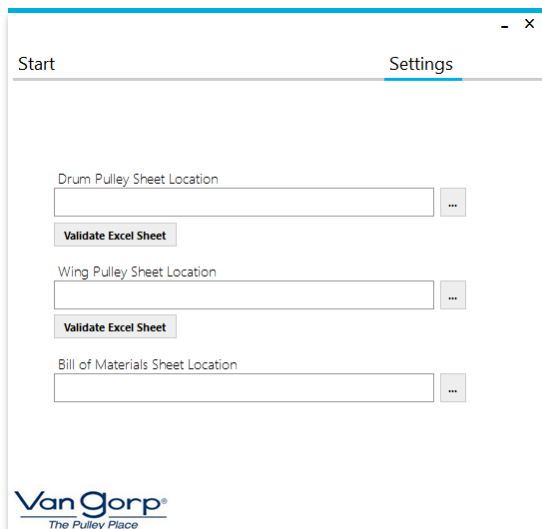 Start
Settings
Drum Pulley Sheet Location
...
Validate Excel Sheet
Wing Pulley Sheet Location
...
Validate Excel Sheet
Bill of Materials Sheet Location
...
Van Gorp®
The Pulley Place